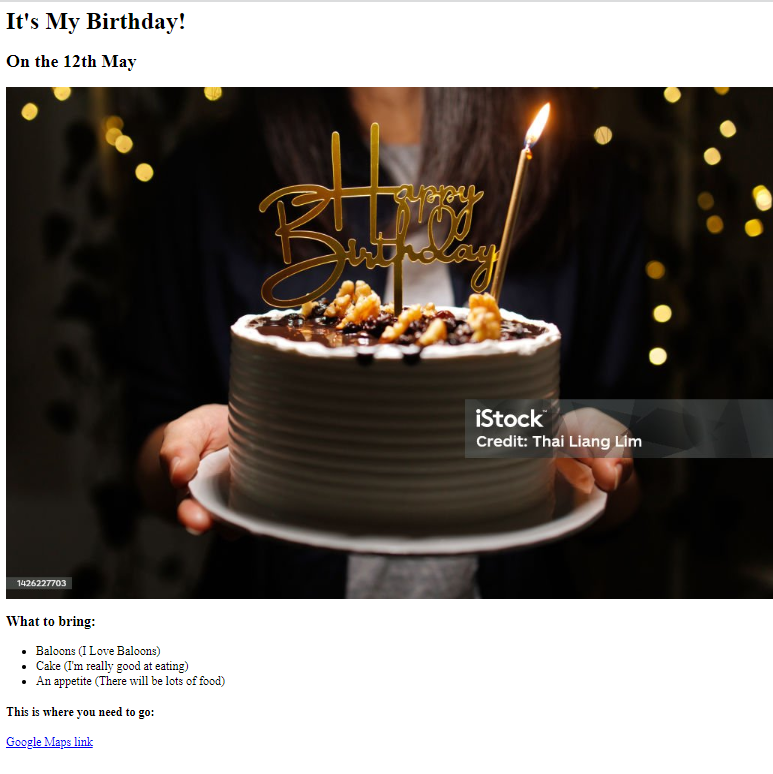 It's My Birthday!
On the 12th May
Happy
Birthday
iStock™
Credit: Thai Liang Lim
1426227703
What to bring:
Baloons (I Love Baloons)
Cake (I'm really good at eating)
An appetite (There will be lots of food)
This is where you need to go:
Google Maps link